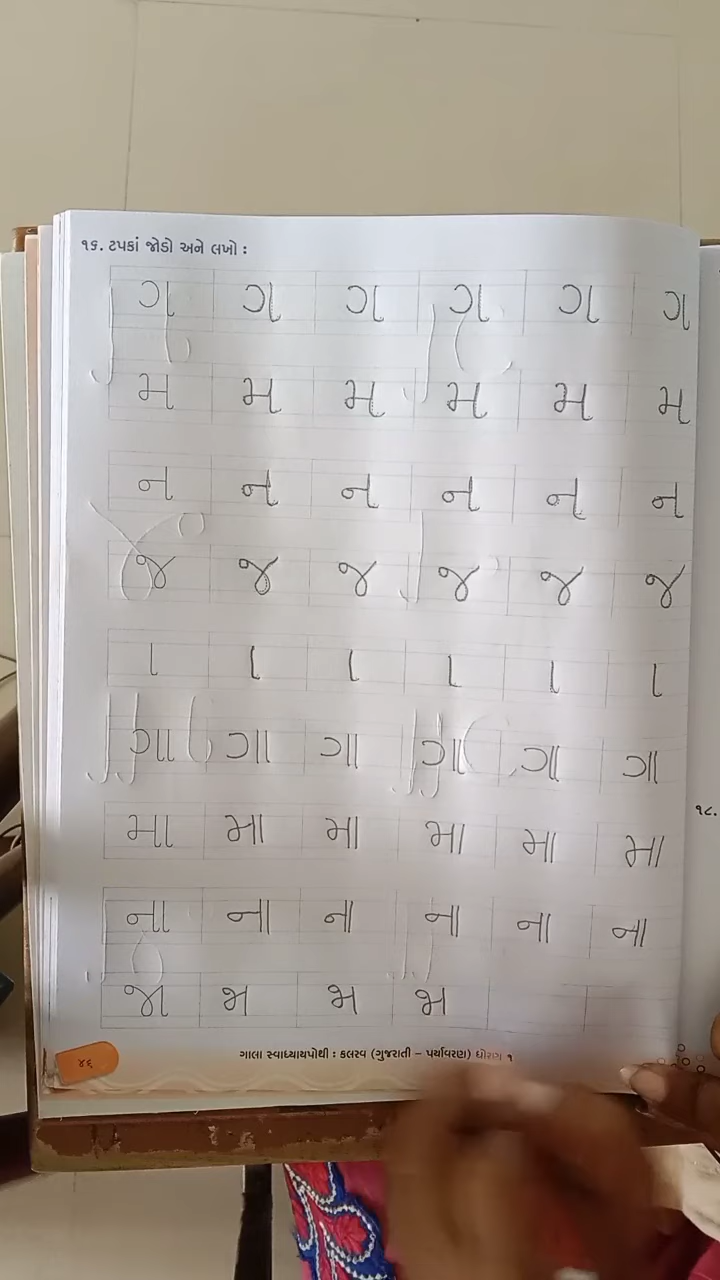 ૧૬. ટપકાં જોડો અને લખો :
ગ ગ ગ ગ ગ ગ
મ મ મ મ મ મ
ન ન ન ન ન ન
જ જ જ જ જ જ
ા ા ા ા ા ા
ગા ગા ગા ગા ગા ગા
મા મા મા મા મા મા
ના ના ના ના ના ના
જા જા જા જા
૪૬ ગાલા સ્વાધ્યાયપોથી : કલરવ (ગુજરાતી – પર્યાવરણ) ધોરણ ૧
૧૮.